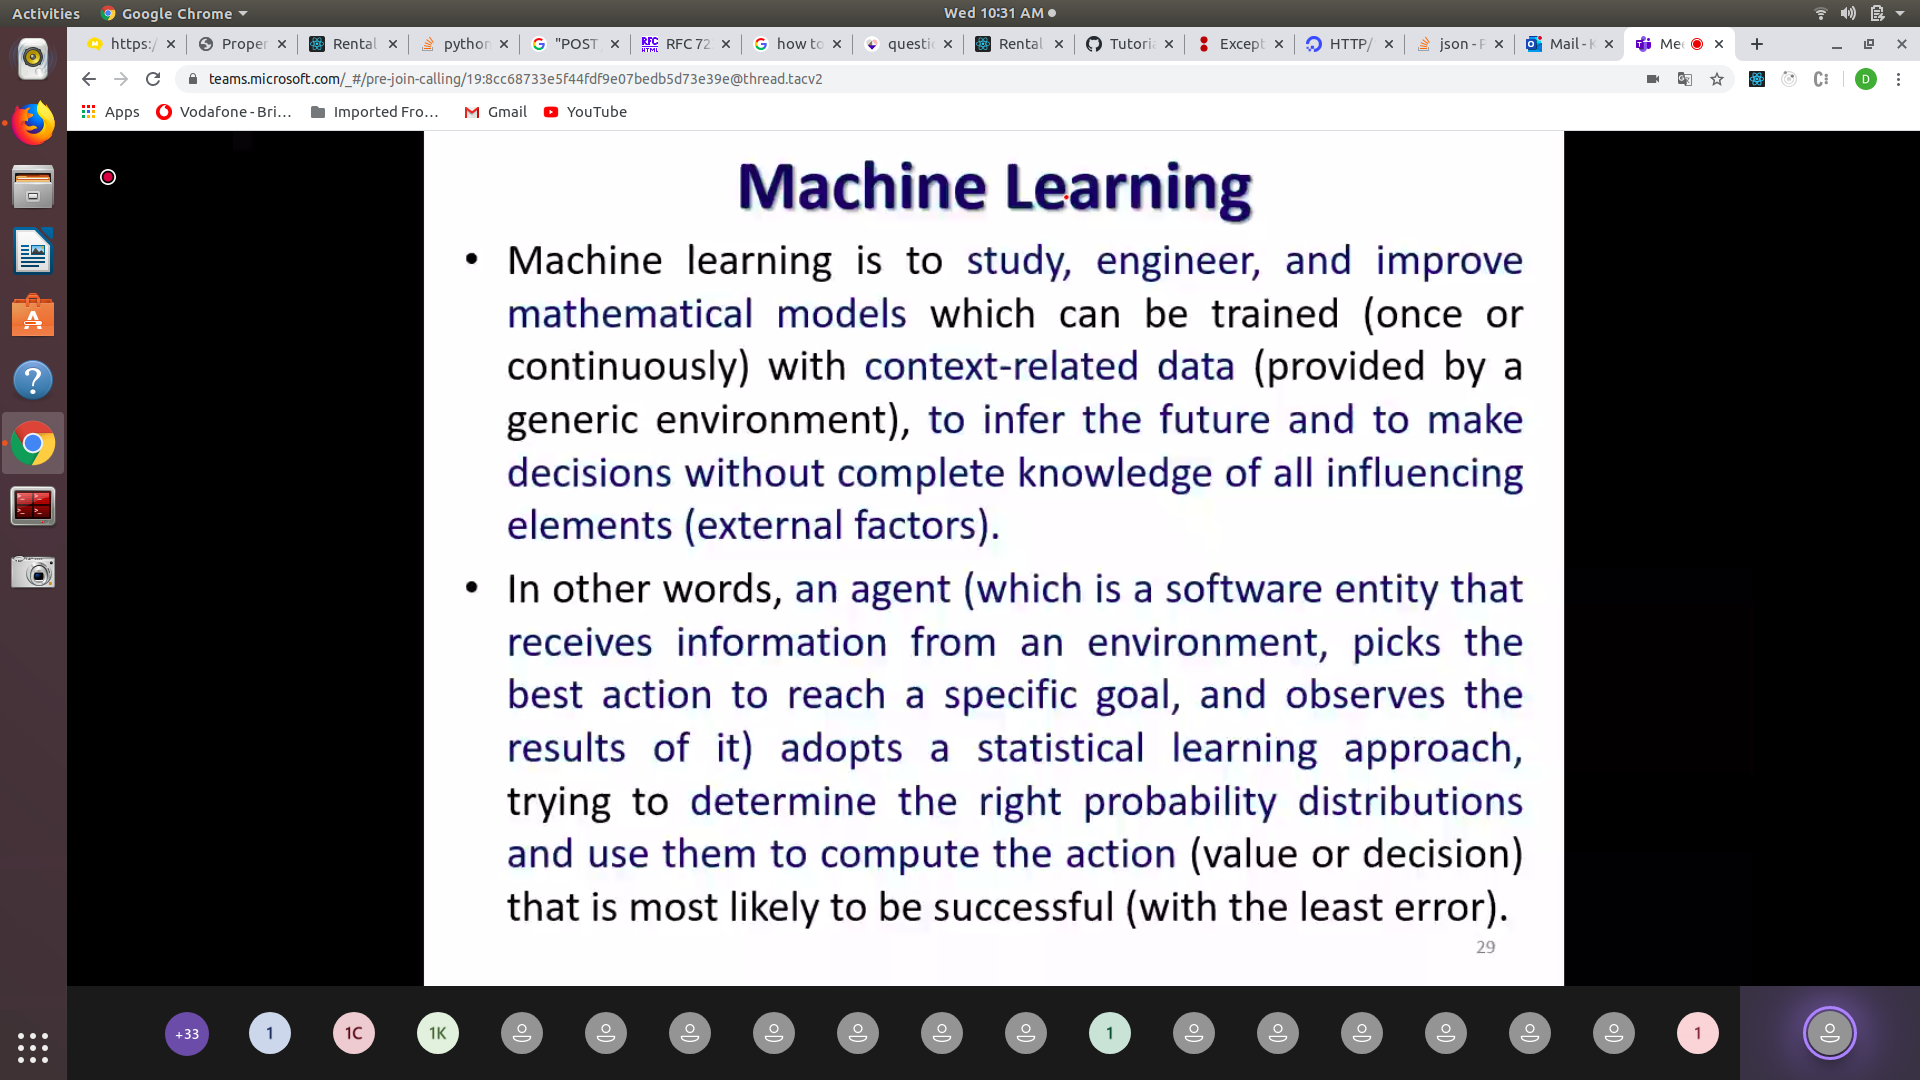 Activities Google Chrome Wed 10:31 AM
https:/ Proper Rental python "POST RFC 72 how to questi Rental Tutoria Except HTTP/ json - P Mail - K Me
teams.microsoft.com/_#/pre-join-calling/19:8cc68733e5f44fdf9e07bedb5d73e39e@thread.tacv2 D
Apps Vodafone - Bri... Imported Fro... Gmail YouTube
Machine Learning
• Machine learning is to study, engineer, and improve
mathematical models which can be trained (once or
continuously) with context-related data (provided by a
generic environment), to infer the future and to make
decisions without complete knowledge of all influencing
elements (external factors).
• In other words, an agent (which is a software entity that
receives information from an environment, picks the
best action to reach a specific goal, and observes the
results of it) adopts a statistical learning approach,
trying to determine the right probability distributions
and use them to compute the action (value or decision)
that is most likely to be successful (with the least error).
29
+33 1 1C 1K 1 1